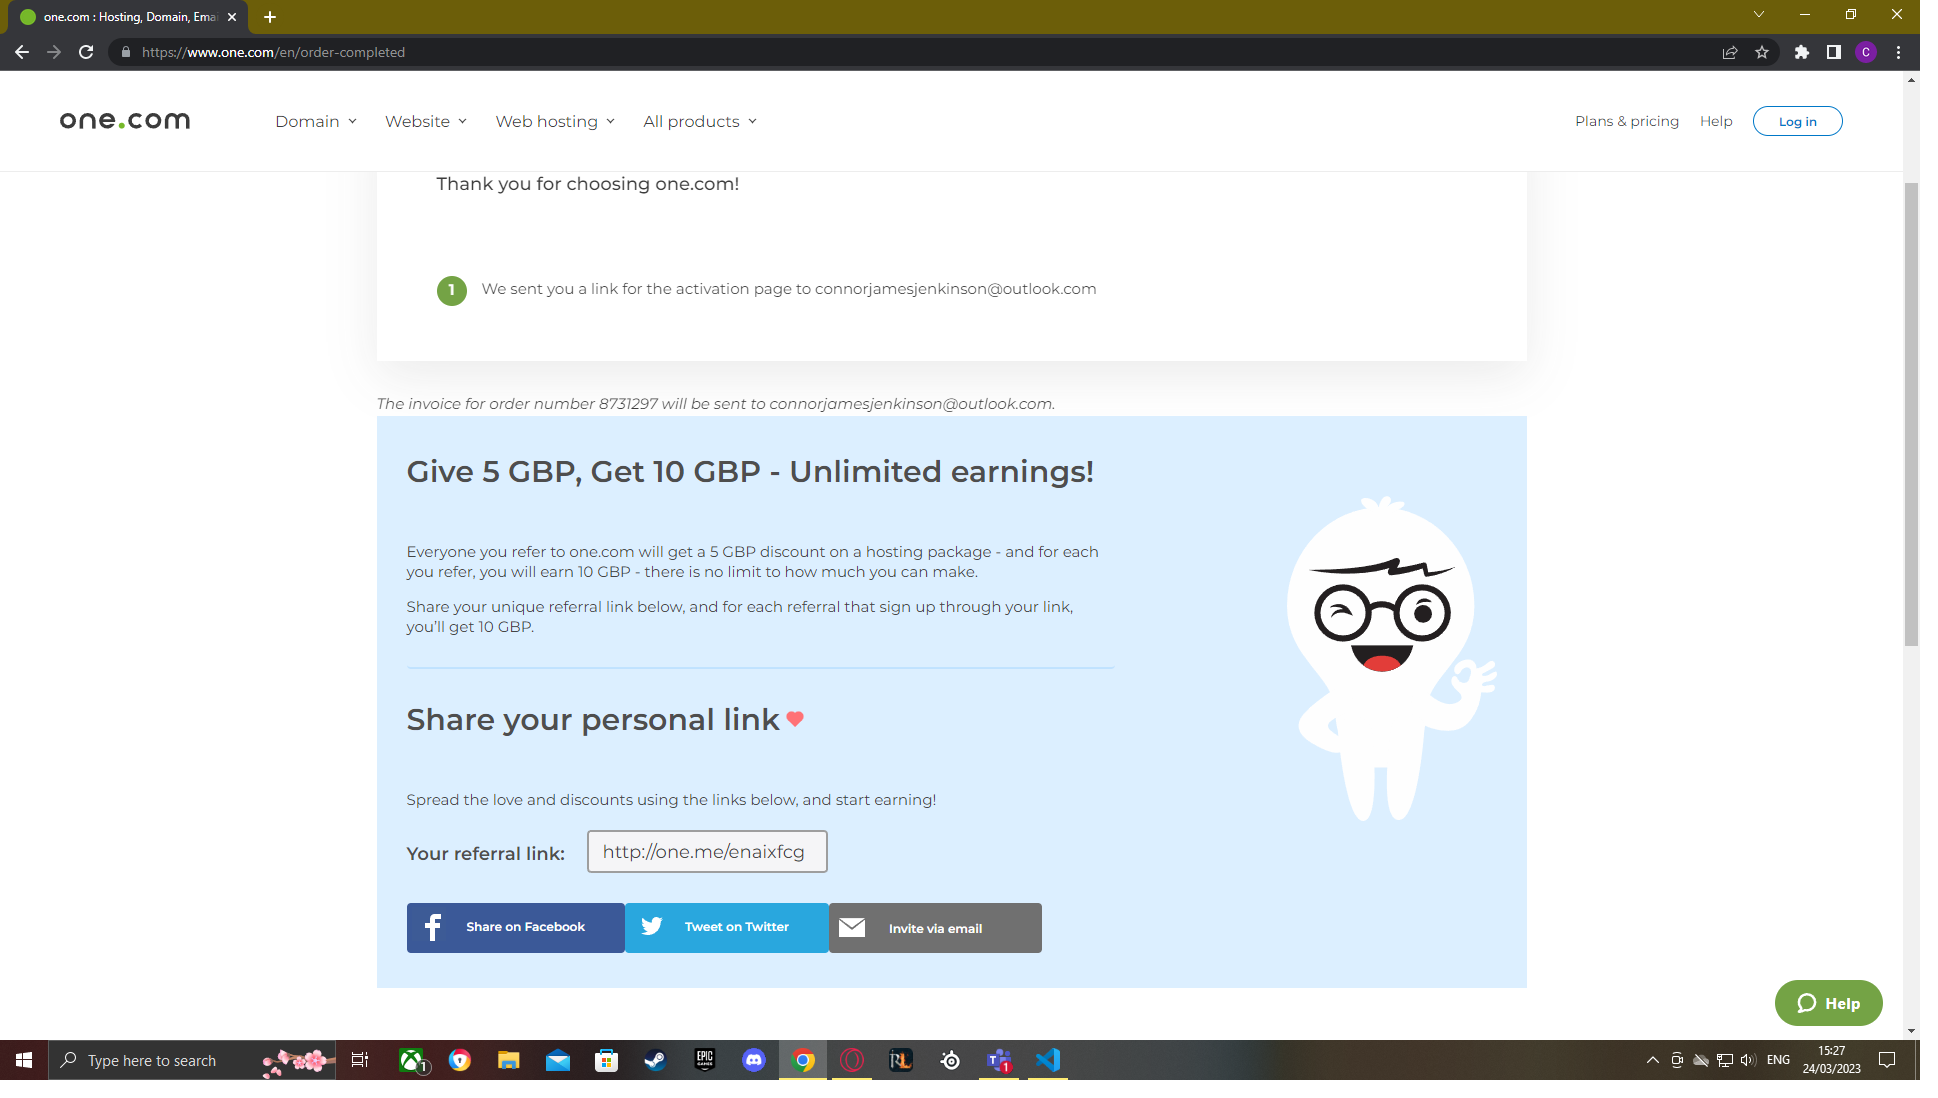 one.com : Hosting, Domain, Emai
https://www.one.com/en/order-completed
C
one.com
Domain
Website
Web hosting
All products
Plans & pricing
Help
Log in
Thank you for choosing one.com!
1
We sent you a link for the activation page to connorjamesjenkinson@outlook.com
The invoice for order number 8731297 will be sent to connorjamesjenkinson@outlook.com.
Give 5 GBP, Get 10 GBP - Unlimited earnings!
Everyone you refer to one.com will get a 5 GBP discount on a hosting package - and for each
you refer, you will earn 10 GBP - there is no limit to how much you can make.
Share your unique referral link below, and for each referral that sign up through your link,
you'll get 10 GBP.
Share your personal link
Spread the love and discounts using the links below, and start earning!
Your referral link:
http://one.me/enaixfcg
Share on Facebook
Tweet on Twitter
Invite via email
Help
Type here to search
1
EPIC
GAMES
RL
T
1
ENG
15:27
24/03/2023